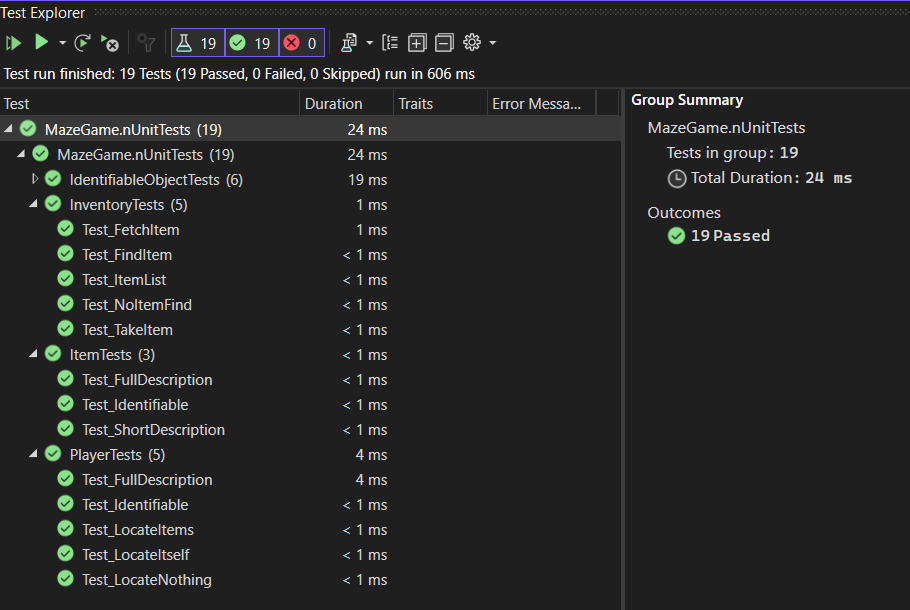 Test Explorer
19 19 0
Test run finished: 19 Tests (19 Passed, 0 Failed, 0 Skipped) run in 606 ms
Test Duration Traits Error Messa...
MazeGame.nUnitTests (19) 24 ms
MazeGame.nUnitTests (19) 24 ms
IdentifiableObjectTests (6) 19 ms
InventoryTests (5) 1 ms
Test_FetchItem 1 ms
Test_FindItem < 1 ms
Test_ItemList < 1 ms
Test_NoItemFind < 1 ms
Test_TakeItem < 1 ms
ItemTests (3) < 1 ms
Test_FullDescription < 1 ms
Test_Identifiable < 1 ms
Test_ShortDescription < 1 ms
PlayerTests (5) 4 ms
Test_FullDescription 4 ms
Test_Identifiable < 1 ms
Test_LocateItems < 1 ms
Test_LocateItself < 1 ms
Test_LocateNothing < 1 ms
Group Summary
MazeGame.nUnitTests
Tests in group: 19
Total Duration: 24 ms
Outcomes
19 Passed